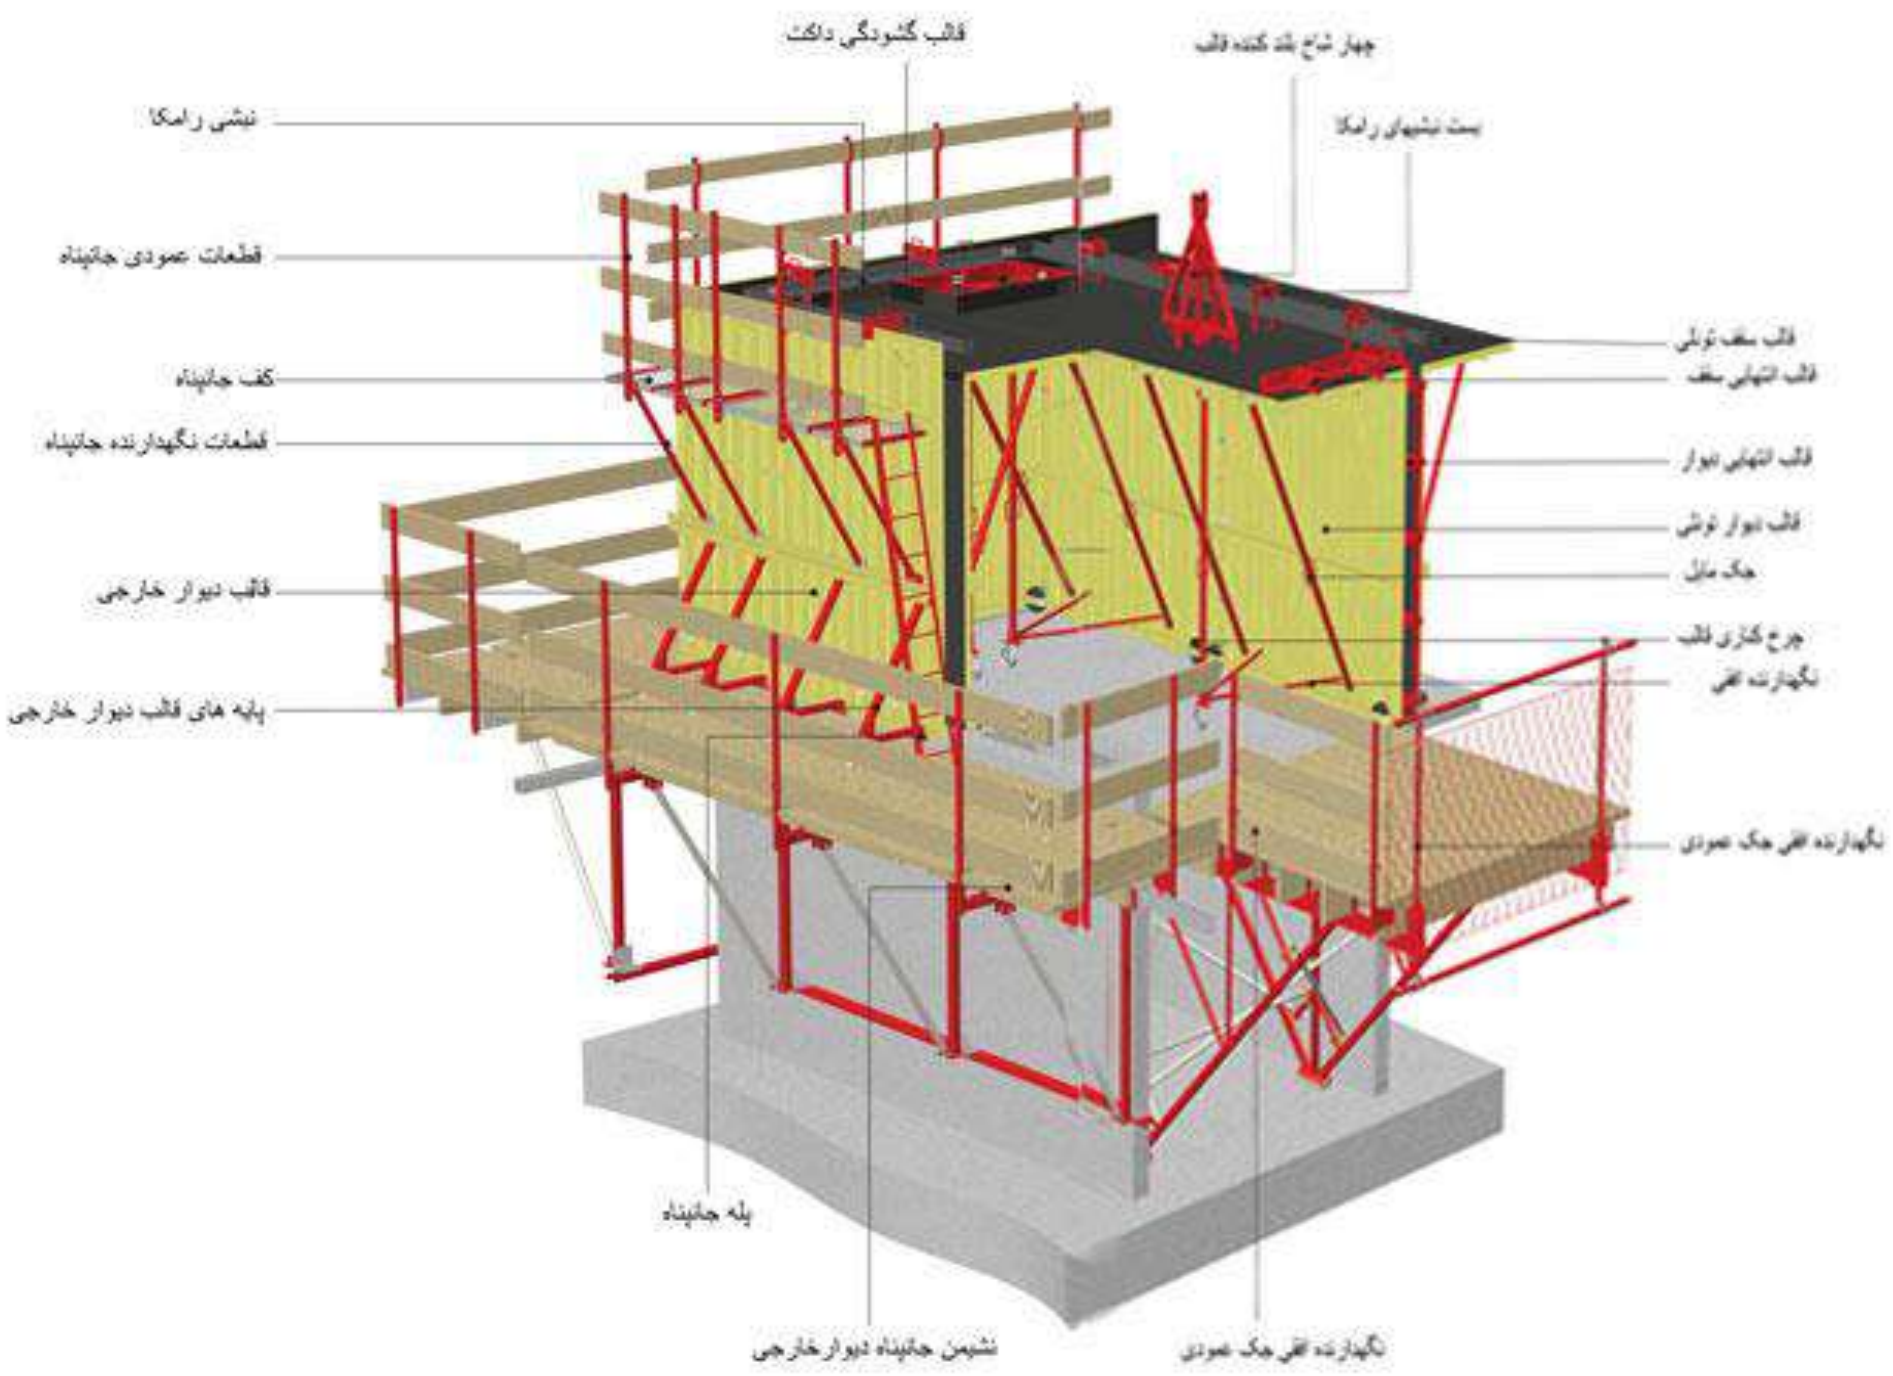 قالب گشودگی داکت
چهار شاخ بلند کننده قالب
نبشی رامکا
بست نبشیهای رامکا
قطعات عمودی جانپناه
قالب سقف تونلی
کف جانپناه
قالب انتهایی سقف
قطعات نگهدارنده جانپناه
قالب انتهایی دیوار
قالب دیوار تونلی
جک مایل
قالب دیوار خارجی
چرخ کناری قالب
نگهدارنده افقی
پایه های قالب دیوار خارجی
نگهدارنده افقی جک عمودی
پله جانپناه
نشیمن جانپناه دیوارخارجی
نگهدارنده افقی جک عمودی